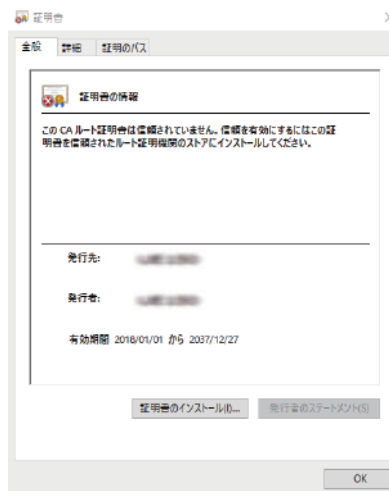 証明書
全般
詳細
証明のパス
証明書の情報
この CA ルート証明書は信頼されていません。信頼を有効にするにはこの証
明書を信頼されたルート証明機関のストアにインストールしてください。
発行先:
発行者:
有効期間 2018/01/01 から 2037/12/27
証明書のインストール(I)...
発行者のステートメント(S)
OK